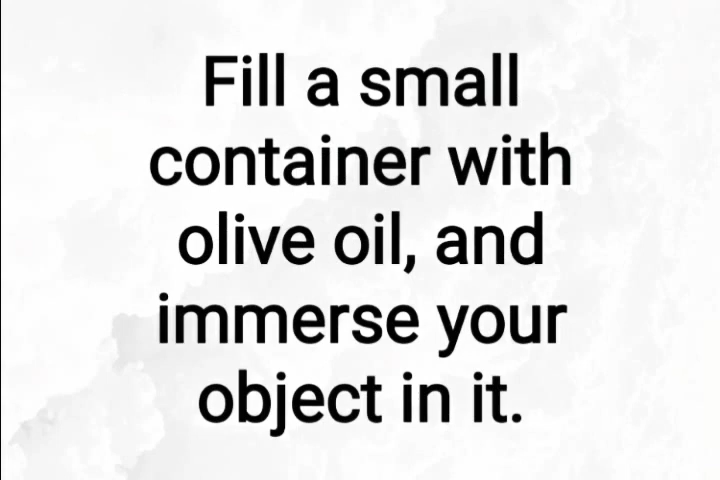 Fill a small
container with
olive oil, and
immerse your
object in it.